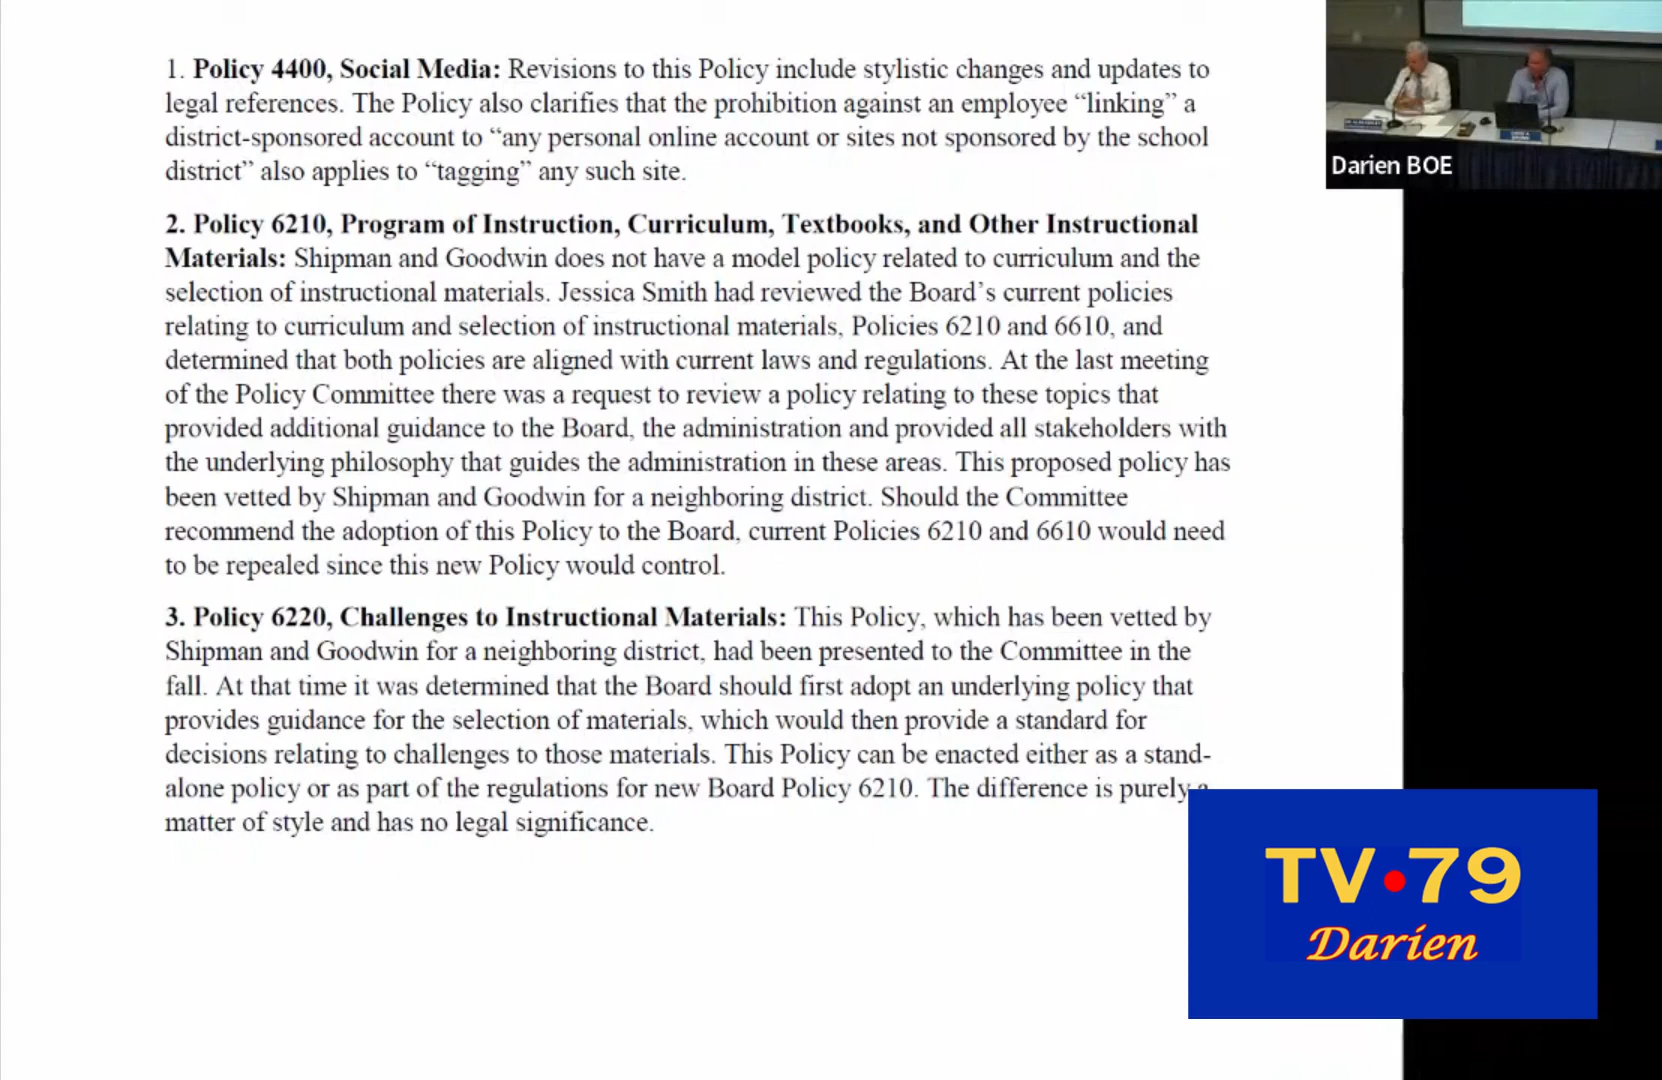 1. Policy 4400, Social Media: Revisions to this Policy include stylistic changes and updates to
legal references. The Policy also clarifies that the prohibition against an employee “linking” a
district-sponsored account to “any personal online account or sites not sponsored by the school
district” also applies to “tagging” any such site.
2. Policy 6210, Program of Instruction, Curriculum, Textbooks, and Other Instructional
Materials: Shipman and Goodwin does not have a model policy related to curriculum and the
selection of instructional materials. Jessica Smith had reviewed the Board’s current policies
relating to curriculum and selection of instructional materials, Policies 6210 and 6610, and
determined that both policies are aligned with current laws and regulations. At the last meeting
of the Policy Committee there was a request to review a policy relating to these topics that
provided additional guidance to the Board, the administration and provided all stakeholders with
the underlying philosophy that guides the administration in these areas. This proposed policy has
been vetted by Shipman and Goodwin for a neighboring district. Should the Committee
recommend the adoption of this Policy to the Board, current Policies 6210 and 6610 would need
to be repealed since this new Policy would control.
3. Policy 6220, Challenges to Instructional Materials: This Policy, which has been vetted by
Shipman and Goodwin for a neighboring district, had been presented to the Committee in the
fall. At that time it was determined that the Board should first adopt an underlying policy that
provides guidance for the selection of materials, which would then provide a standard for
decisions relating to challenges to those materials. This Policy can be enacted either as a stand-
alone policy or as part of the regulations for new Board Policy 6210. The difference is purely a
matter of style and has no legal significance.
Darien BOE
TV•79
Darien